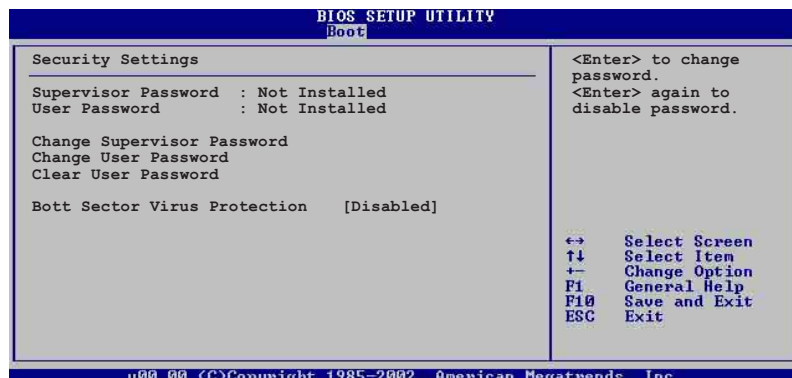 BIOS SETUP UTILITY
Boot
Security Settings
Supervisor Password : Not Installed
User Password : Not Installed
Change Supervisor Password
Change User Password
Clear User Password
Bott Sector Virus Protection [Disabled]
<Enter> to change
password.
<Enter> again to
disable password.
↔ Select Screen
↑↓ Select Item
+- Change Option
F1 General Help
F10 Save and Exit
ESC Exit
v00.00 (C)Copyright 1985-2002, American Megatrends, Inc.